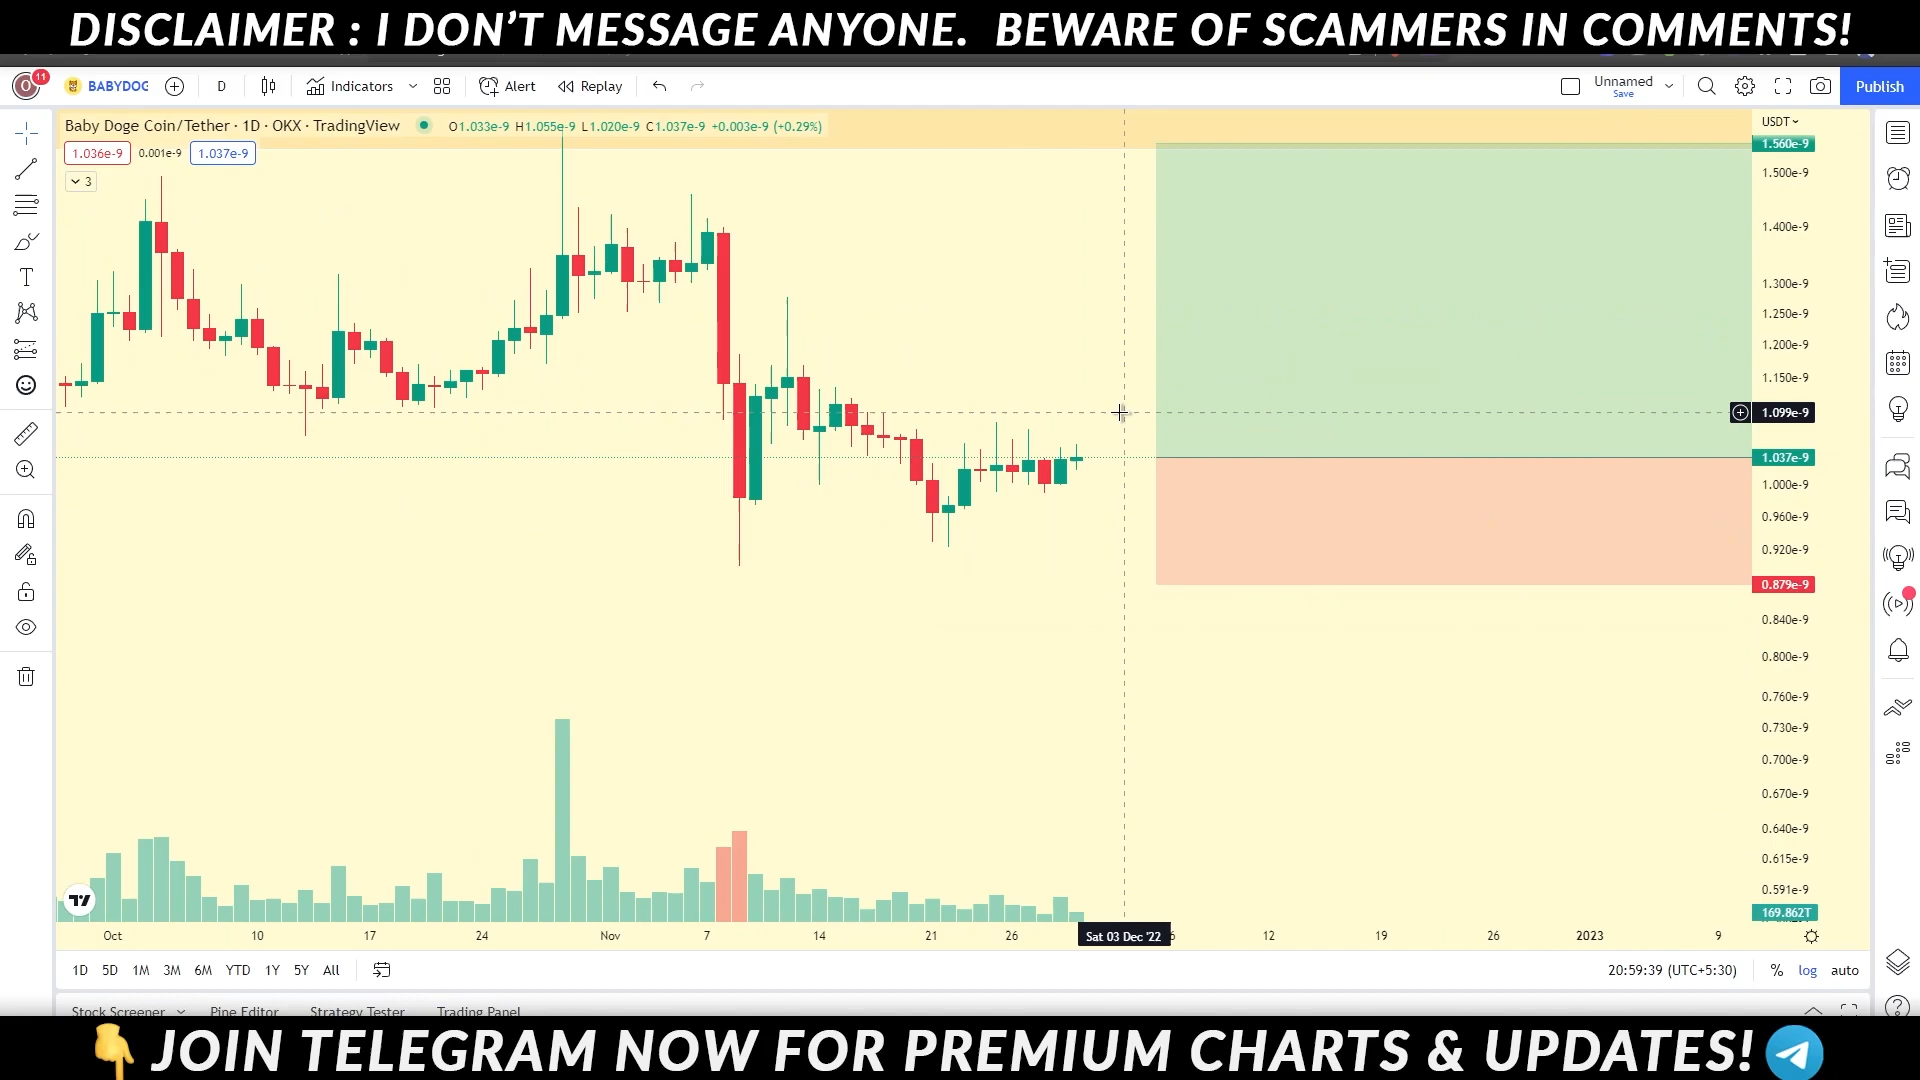 DISCLAIMER : I DON'T MESSAGE ANYONE. BEWARE OF SCAMMERS IN COMMENTS!
O 11 BABYDOG D Indicators Alert Replay Unnamed Save Publish
Baby Doge Coin/Tether · 1D · OKX · TradingView O1.033e-9 H1.055e-9 L1.020e-9 C1.037e-9 +0.003e-9 (+0.29%)
USDT
1.036e-9 0.001e-9 1.037e-9
3
1.560e-9
1.500e-9
1.400e-9
1.300e-9
1.250e-9
1.200e-9
1.150e-9
1.099e-9
1.037e-9
1.000e-9
0.960e-9
0.920e-9
0.879e-9
0.840e-9
0.800e-9
0.760e-9
0.730e-9
0.700e-9
0.670e-9
0.640e-9
0.615e-9
0.591e-9
169.862T
Oct 10 17 24 Nov 7 14 21 26 Sat 03 Dec '22 12 19 26 2023 9
1D 5D 1M 3M 6M YTD 1Y 5Y All 20:59:39 (UTC+5:30) % log auto
Stock Screener Pine Editor Strategy Tester Trading Panel
JOIN TELEGRAM NOW FOR PREMIUM CHARTS & UPDATES!